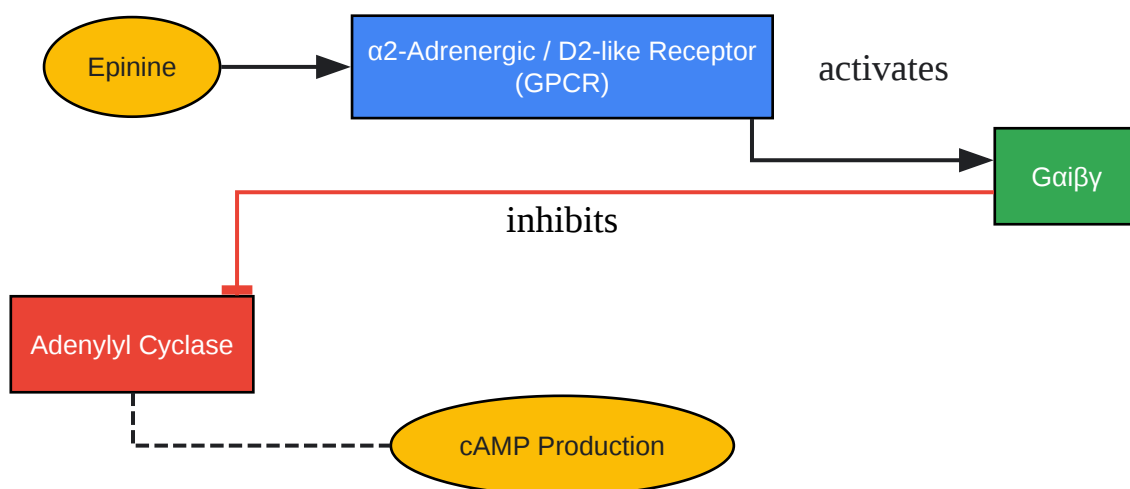 Epinine
α2-Adrenergic / D2-like Receptor
(GPCR)
activates
Gαiβγ
inhibits
Adenylyl Cyclase
cAMP Production